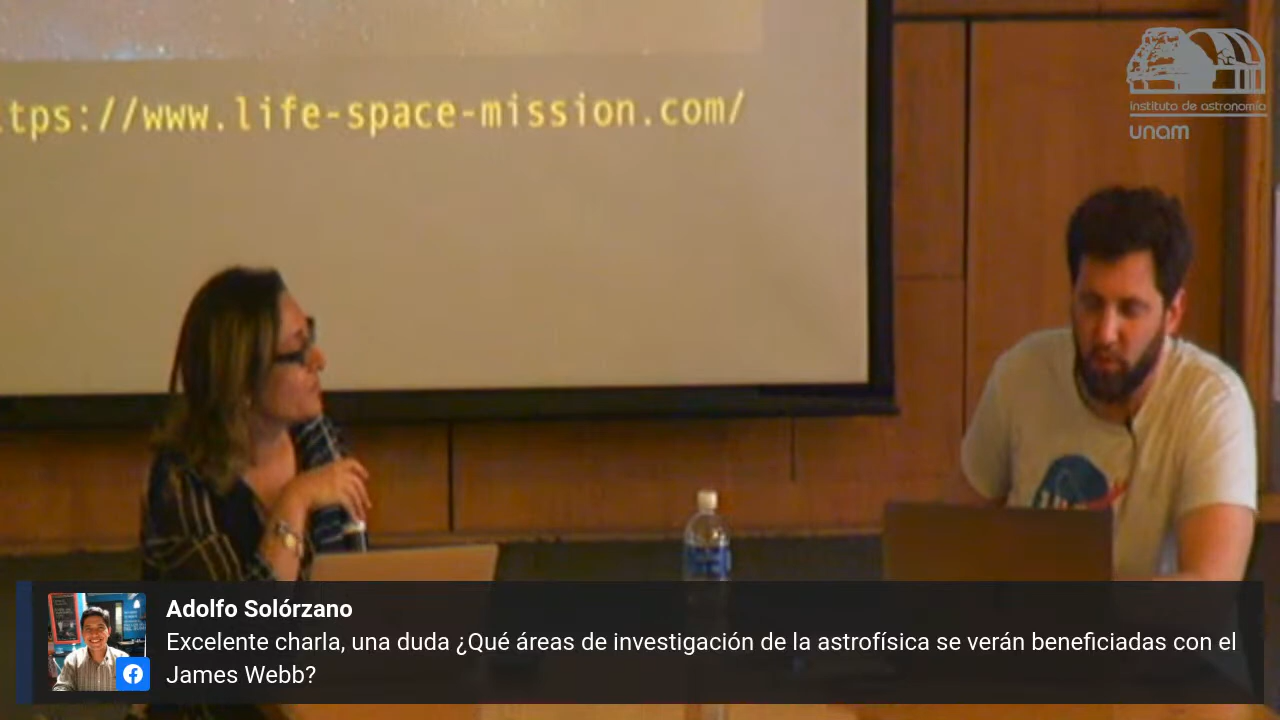 tps://www.life-space-mission.com/
instituto de astronomía
unam
Adolfo Solórzano
Excelente charla, una duda ¿Qué áreas de investigación de la astrofísica se verán beneficiadas con el
James Webb?